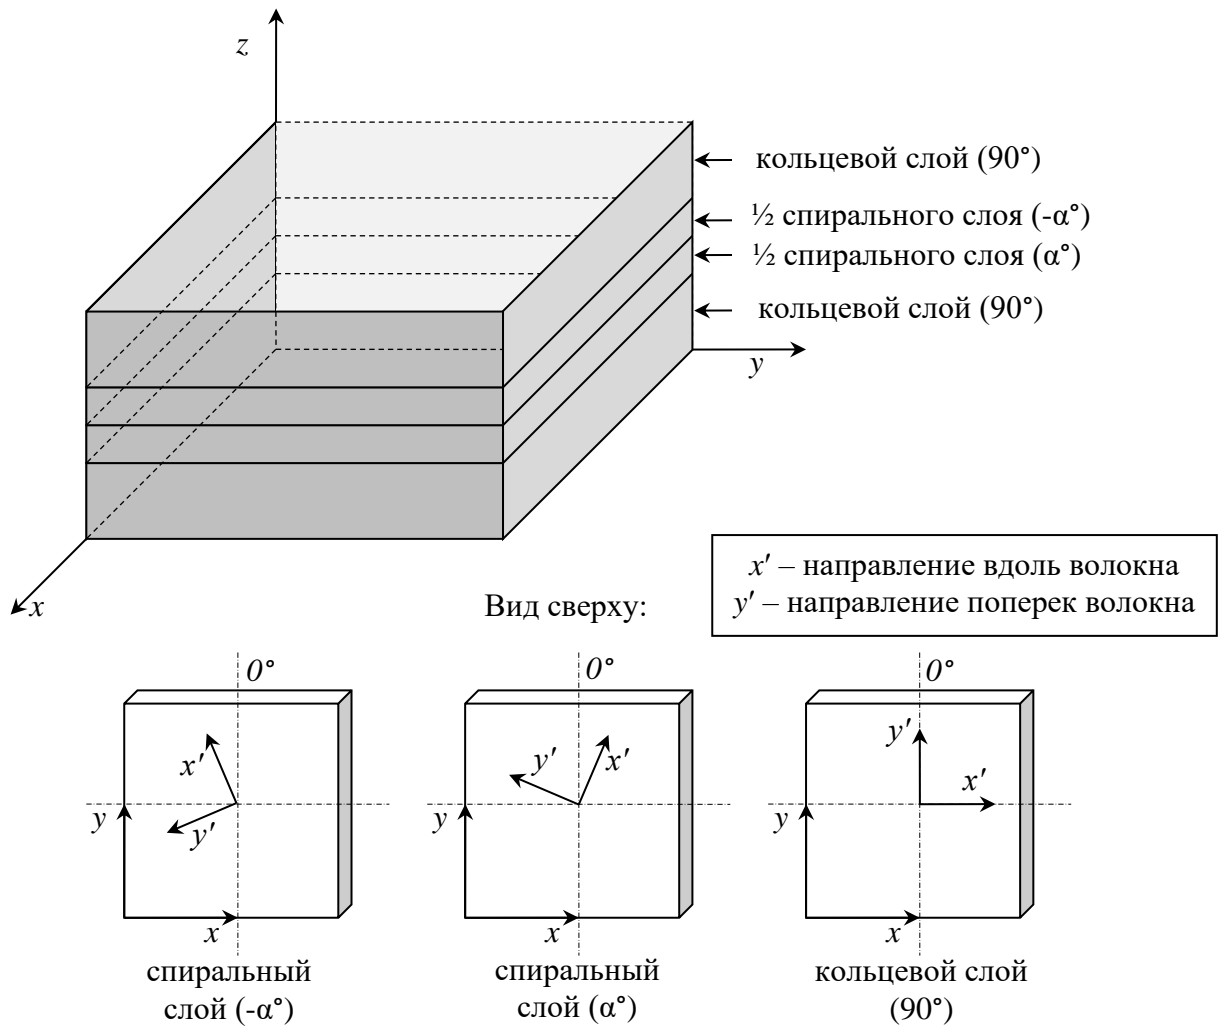 z
кольцевой слой (90°)
½ спирального слоя (-α°)
½ спирального слоя (α°)
кольцевой слой (90°)
y
x
x′ – направление вдоль волокна
y′ – направление поперек волокна
Вид сверху:
0°
0°
0°
x′
y′
y
x
y′
x′
y
x
y′
x′
y
x
спиральный
слой (-α°)
спиральный
слой (α°)
кольцевой слой
(90°)